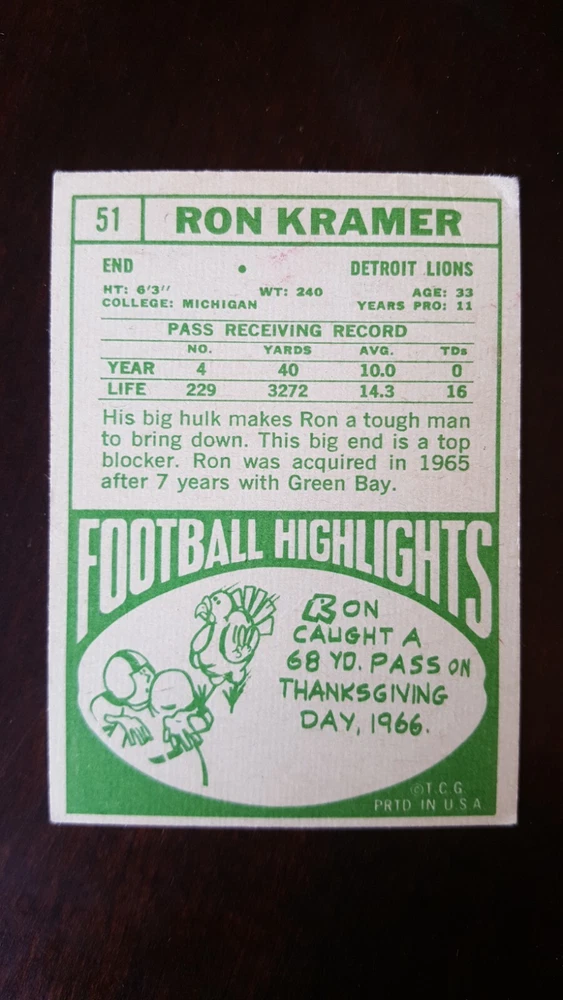 51 RON KRAMER
END • DETROIT LIONS
HT: 6'3" WT: 240 AGE: 33
COLLEGE: MICHIGAN YEARS PRO: 11
PASS RECEIVING RECORD
NO. YARDS AVG. TDs
YEAR 4 40 10.0 0
LIFE 229 3272 14.3 16
His big hulk makes Ron a tough man
to bring down. This big end is a top
blocker. Ron was acquired in 1965
after 7 years with Green Bay.
FOOTBALL HIGHLIGHTS
RON
CAUGHT A
68 YD. PASS ON
THANKSGIVING
DAY, 1966.
© T.C.G.
PRTD IN U.S.A